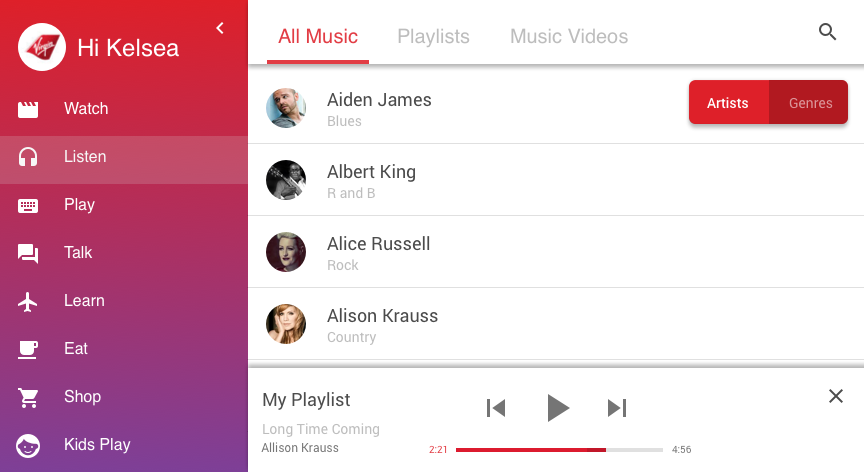 Virgin
Hi Kelsea
Watch
Listen
Play
Talk
Learn
Eat
Shop
Kids Play
All Music
Playlists
Music Videos
Artists
Genres
Aiden James
Blues
Albert King
R and B
Alice Russell
Rock
Alison Krauss
Country
My Playlist
Long Time Coming
Allison Krauss
2:21
4:56